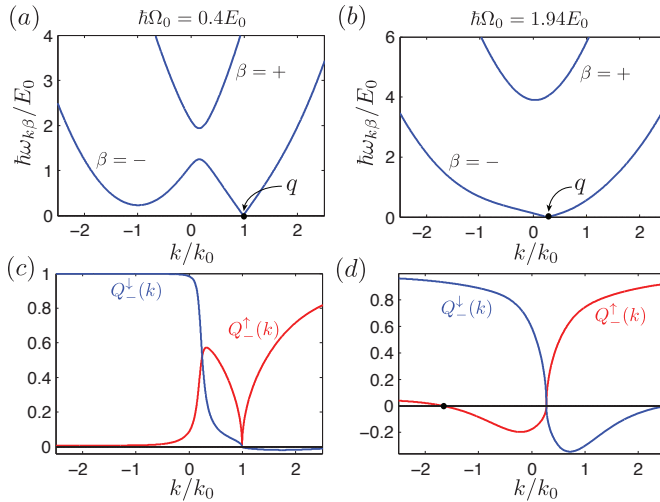 (a) ħΩ₀ = 0.4E₀
(b) ħΩ₀ = 1.94E₀
ħω_{kβ}/E₀
4
3
2
1
0
β = +
β = −
q
−2 −1 0 1 2
k/k₀
6
4
2
0
β = +
β = −
q
−2 −1 0 1 2
k/k₀
(c)
1
0.8
0.6
0.4
0.2
0
Q₋^↓(k)
Q₋^↑(k)
−2 −1 0 1 2
k/k₀
(d)
0.8
0.6
0.4
0.2
0
−0.2
Q₋^↓(k)
Q₋^↑(k)
−2 −1 0 1 2
k/k₀